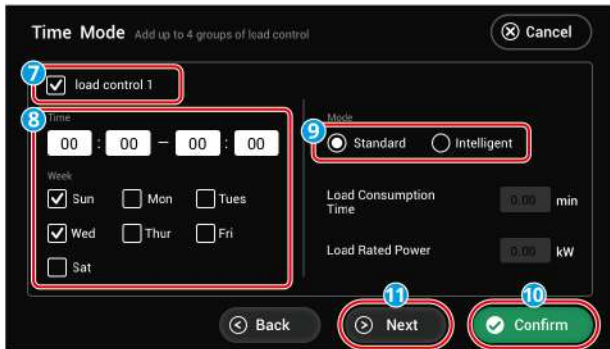 Time Mode Add up to 4 groups of load control
Cancel
7
load control 1
8
Time
00 : 00 – 00 : 00
Week
Sun Mon Tues
Wed Thur Fri
Sat
9
Mode
Standard Intelligent
Load Consumption
Time
0.00 min
Load Rated Power 0.00 kW
11 10
Back Next Confirm